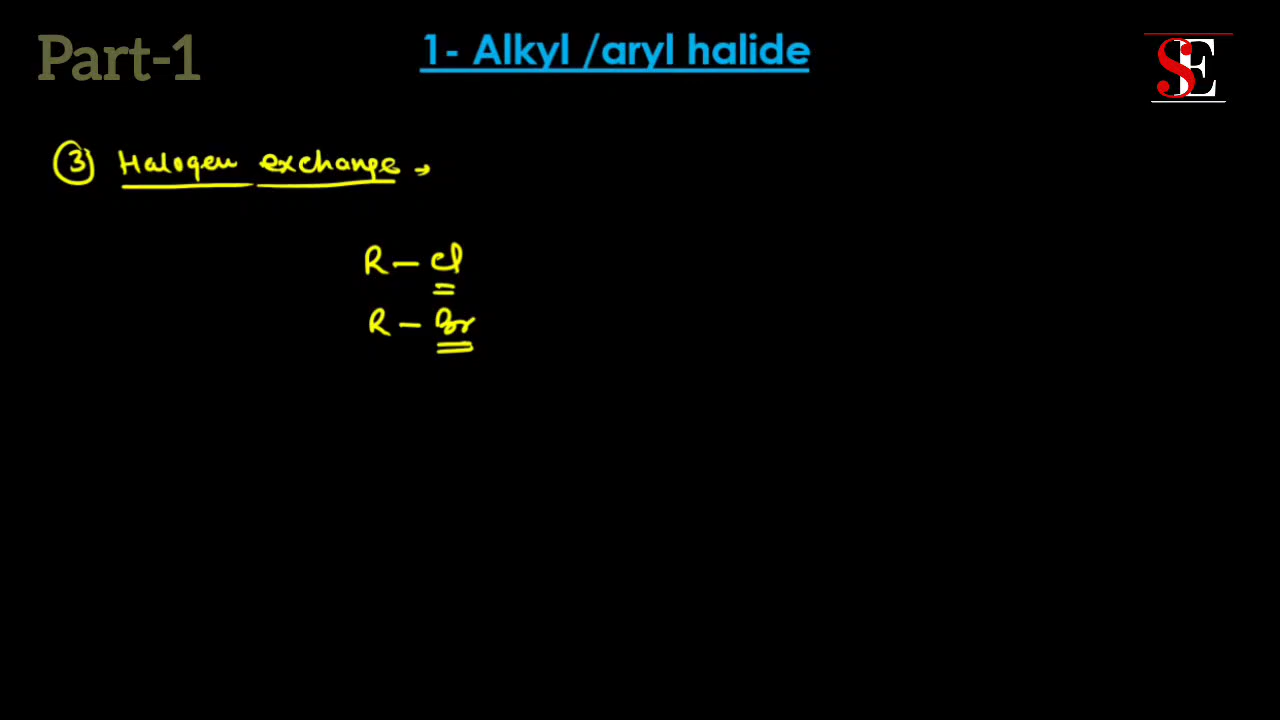 Part-1
1- Alkyl /aryl halide
SE
③ Halogen exchange →
R — Cl
R — Br